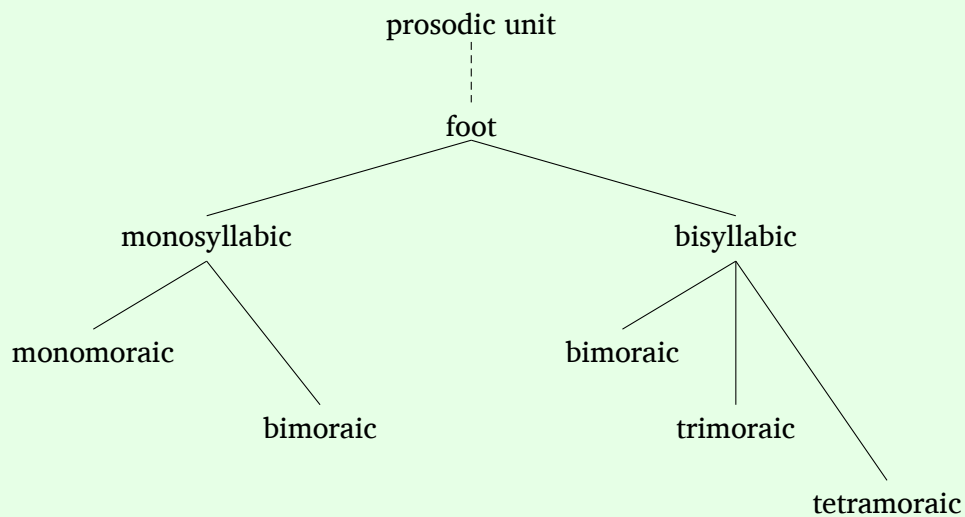 prosodic unit
foot
monosyllabic bisyllabic
monomoraic bimoraic
bimoraic trimoraic
tetramoraic